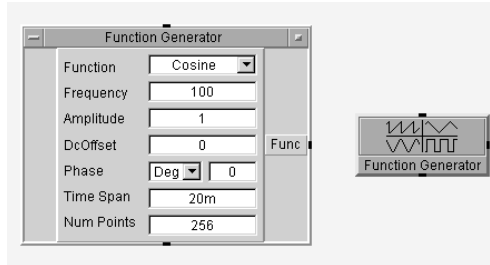 Function Generator
Function Cosine
Frequency 100
Amplitude 1
DcOffset 0 Func
Phase Deg 0
Time Span 20m
Num Points 256
Function Generator